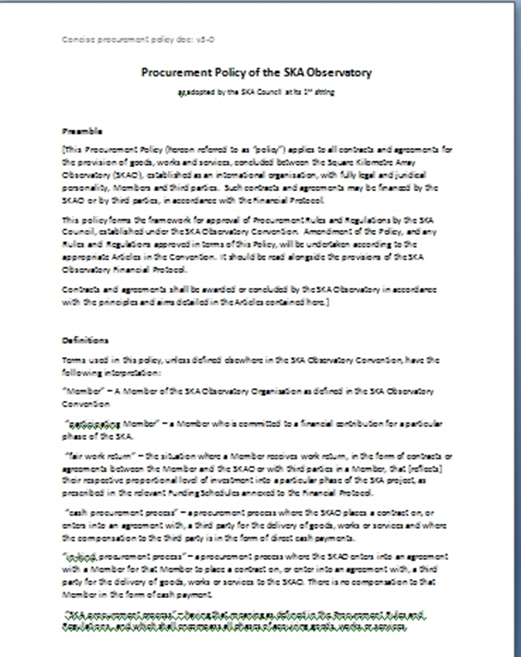 Concise procurement policy doc: v3-0
Procurement Policy of the SKA Observatory
as adopted by the SKA Council at its 1st sitting
Preamble
[This Procurement Policy (hereon referred to as "policy") applies to all contracts and agreements for
the provision of goods, works and services, concluded between the Square Kilometre Array
Observatory (SKAO), established as an international organisation, with fully legal and juridical
personality, Members and third parties. Such contracts and agreements may be financed by the
SKAO or by third parties, in accordance with the Financial Protocol.
This policy forms the framework for approval of Procurement Rules and Regulations by the SKA
Council, established under the SKA Observatory Convention. Amendment of the Policy, and any
Rules and Regulations approved in terms of this Policy, will be undertaken according to the
appropriate Articles in the Convention. It should be read alongside the provisions of the SKA
Observatory Financial Protocol.
Contracts and agreements shall be awarded or concluded by the SKA Observatory in accordance
with the principles and aims detailed in the Articles contained here.]
Definitions
Terms used in this policy, unless defined elsewhere in the SKA Observatory Convention, have the
following interpretation:
"Member" – A Member of the SKA Observatory Organisation as defined in the SKA Observatory
Convention
"participating Member" – a Member who is committed to a financial contribution for a particular
phase of the SKA.
"fair work return" – the situation where a Member receives work return, in the form of contracts or
agreements between the Member and the SKAO or with third parties in a Member, that [reflects]
their respective proportional level of investment into a particular phase of the SKA project, as
prescribed in the relevant Funding Schedules annexed to the Financial Protocol.
"cash procurement process" – a procurement process where the SKAO places a contract on, or
enters into an agreement with, a third party for the delivery of goods, works or services and where
the compensation to the third party is in the form of direct cash payments.
"in-kind procurement process" – a procurement process where the SKAO enters into an agreement
with a Member for that Member to place a contract on, or enter into an agreement with, a third
party for the delivery of goods, works or services to the SKAO. There is no compensation to that
Member in the form of cash payment.
"SKA procurement process" – having that meaning as defined in the Procurement Rules and
Regulations, and which shall encompass all phases of procuring goods, works or services.